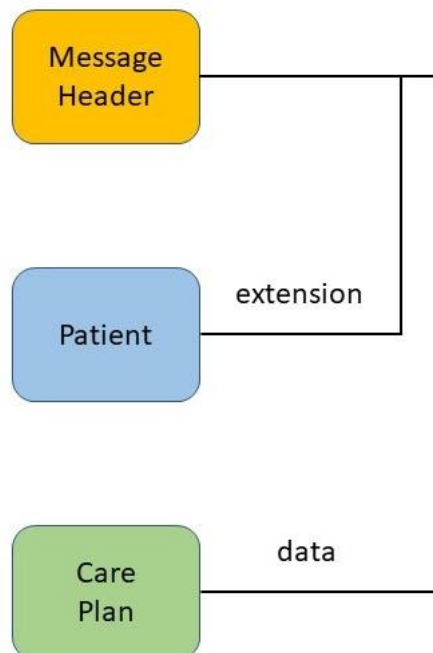 Message
Header
extension
Patient
data
Care
Plan